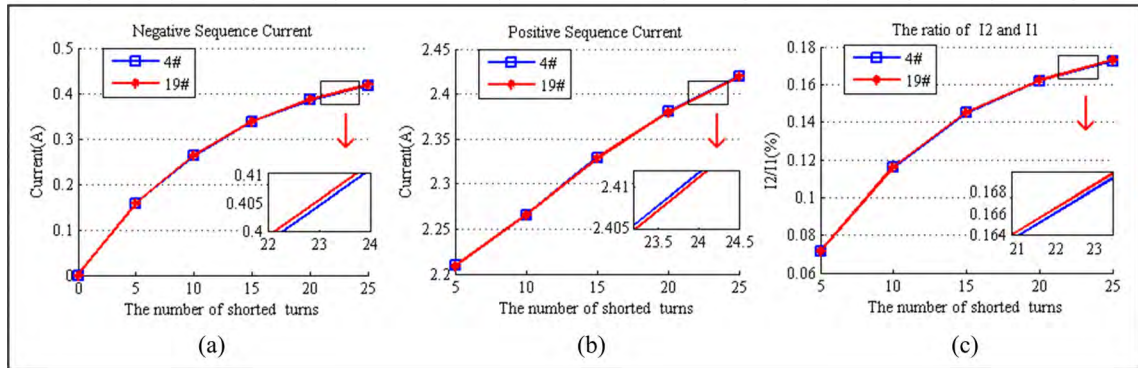 Negative Sequence Current
0.5
0.4
0.3
0.2
0.1
0
Current(A)
4#
19#
0.41
0.405
0.4
22 23 24
0 5 10 15 20 25
The number of shorted turns
(a)
Positive Sequence Current
2.45
2.4
2.35
2.3
2.25
2.2
Current(A)
4#
19#
2.41
2.405
23.5 24 24.5
5 10 15 20 25
The number of shorted turns
(b)
The ratio of I2 and I1
0.18
0.16
0.14
0.12
0.1
0.08
0.06
I2/I1(%)
4#
19#
0.168
0.166
0.164
21 22 23
5 10 15 20 25
The number of shorted turns
(c)